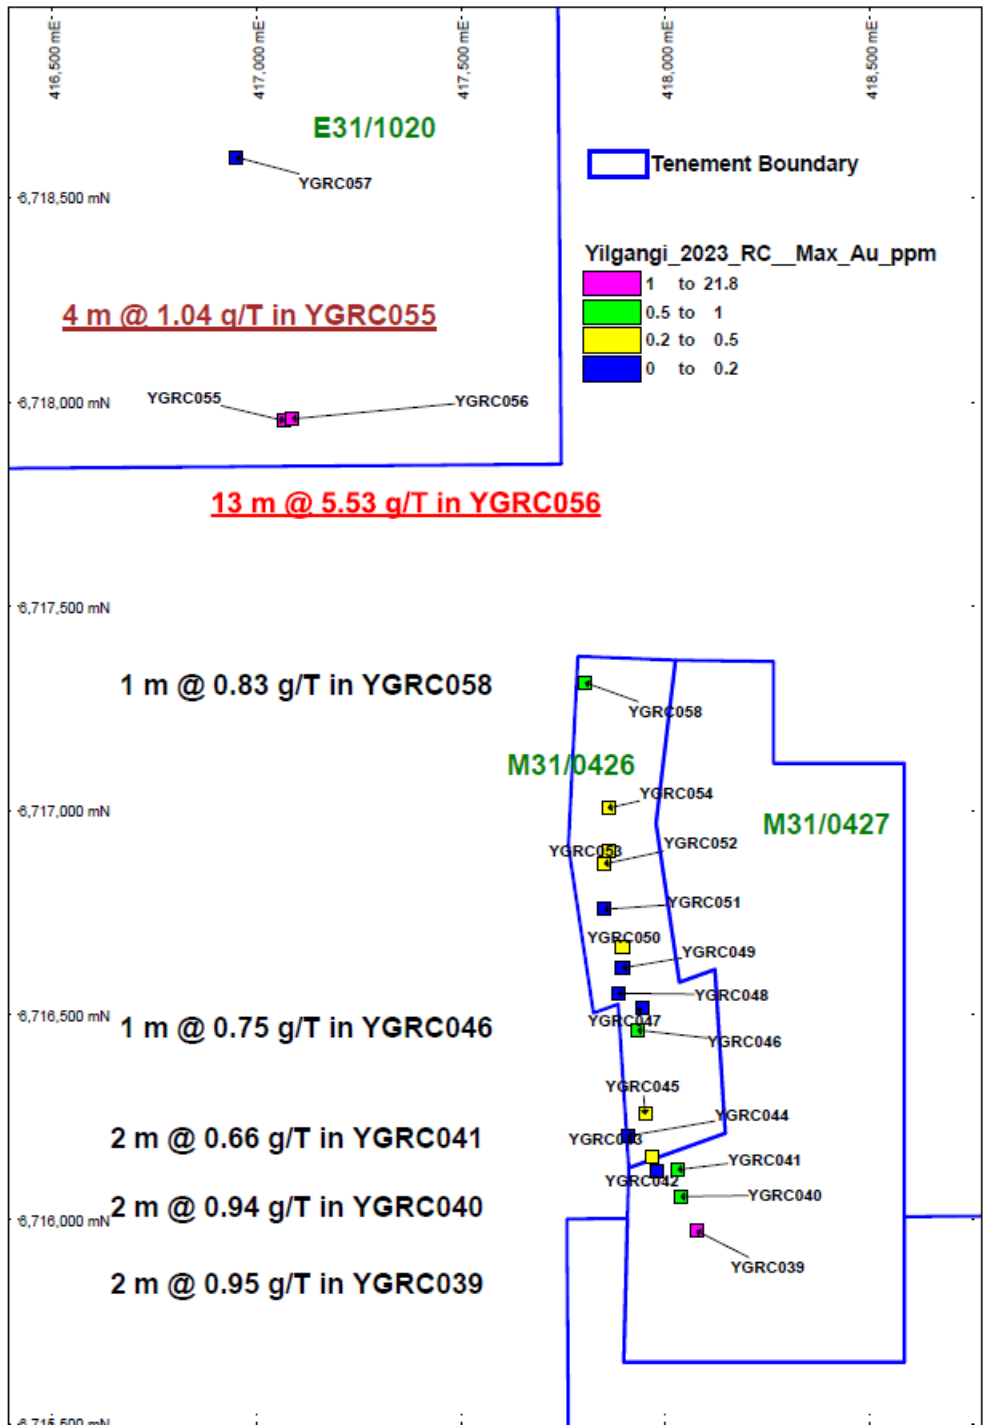 416,500 mE
417,000 mE
417,500 mE
418,000 mE
418,500 mE
E31/1020
YGRC057
Tenement Boundary
6,718,500 mN
Yilgangi_2023_RC__Max_Au_ppm
1 to 21.8
0.5 to 1
0.2 to 0.5
0 to 0.2
4 m @ 1.04 g/T in YGRC055
YGRC055
YGRC056
6,718,000 mN
13 m @ 5.53 g/T in YGRC056
6,717,500 mN
1 m @ 0.83 g/T in YGRC058
YGRC058
M31/0426
YGRC054
6,717,000 mN
M31/0427
YGRC053
YGRC052
YGRC051
YGRC050
YGRC049
YGRC048
6,716,500 mN
1 m @ 0.75 g/T in YGRC046
YGRC047
YGRC046
YGRC045
YGRC044
2 m @ 0.66 g/T in YGRC041
YGRC043
YGRC041
YGRC042
YGRC040
2 m @ 0.94 g/T in YGRC040
6,716,000 mN
YGRC039
2 m @ 0.95 g/T in YGRC039
6,715,500 mN